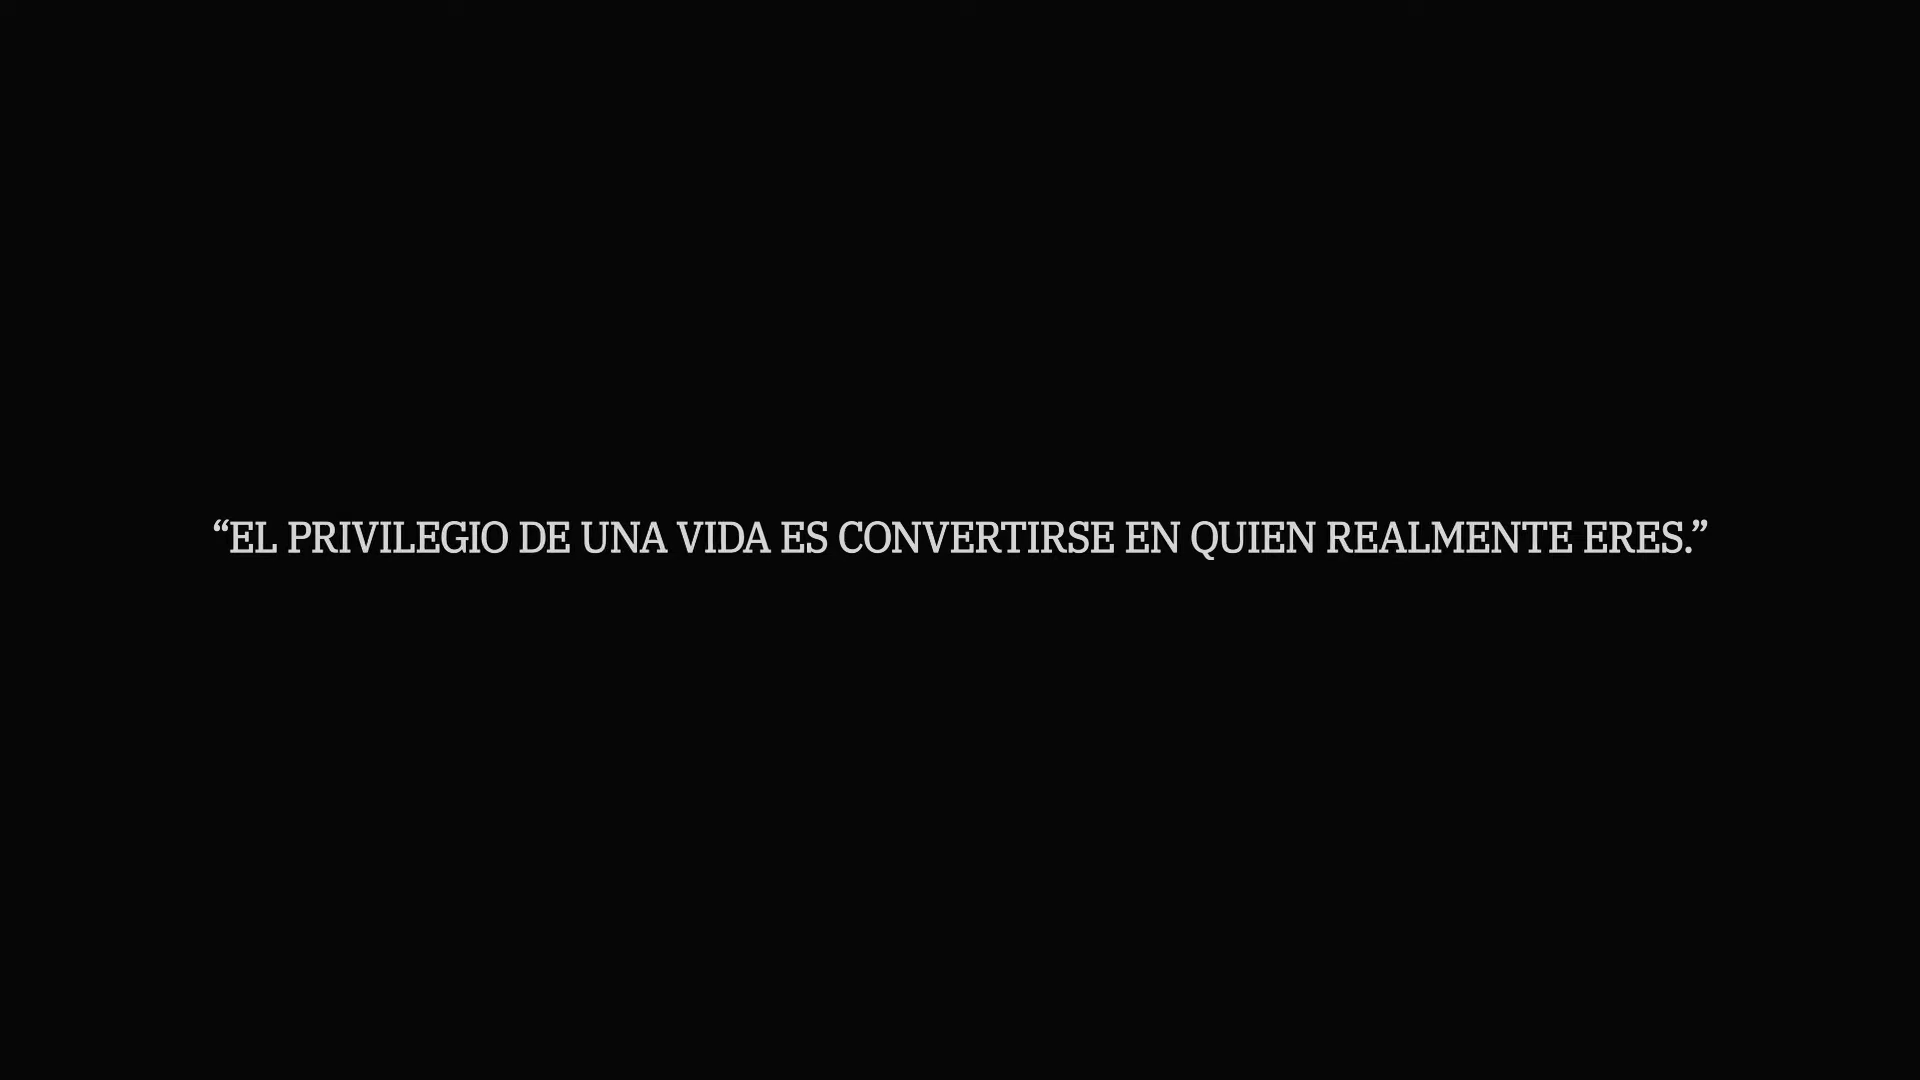 “EL PRIVILEGIO DE UNA VIDA ES CONVERTIRSE EN QUIEN REALMENTE ERES.”